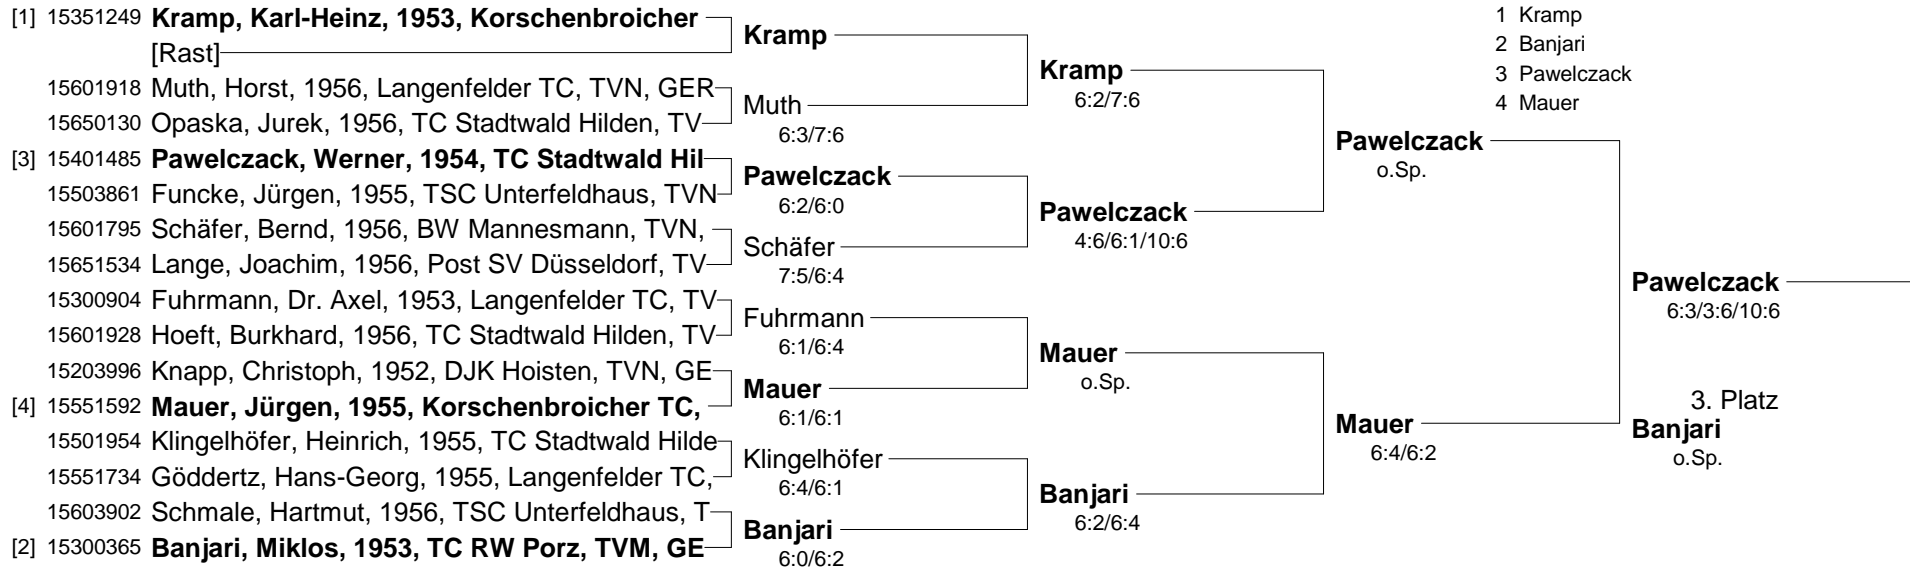 [1] 15351249 Kramp, Karl-Heinz, 1953, Korschenbroicher
[Rast]
15601918 Muth, Horst, 1956, Langenfelder TC, TVN, GER
15650130 Opaska, Jurek, 1956, TC Stadtwald Hilden, TV
[3] 15401485 Pawelczack, Werner, 1954, TC Stadtwald Hil
15503861 Funcke, Jürgen, 1955, TSC Unterfeldhaus, TVN
15601795 Schäfer, Bernd, 1956, BW Mannesmann, TVN,
15651534 Lange, Joachim, 1956, Post SV Düsseldorf, TV
15300904 Fuhrmann, Dr. Axel, 1953, Langenfelder TC, TV
15601928 Hoeft, Burkhard, 1956, TC Stadtwald Hilden, TV
15203996 Knapp, Christoph, 1952, DJK Hoisten, TVN, GE
[4] 15551592 Mauer, Jürgen, 1955, Korschenbroicher TC,
15501954 Klingelhöfer, Heinrich, 1955, TC Stadtwald Hilde
15551734 Göddertz, Hans-Georg, 1955, Langenfelder TC,
15603902 Schmale, Hartmut, 1956, TSC Unterfeldhaus, T
[2] 15300365 Banjari, Miklos, 1953, TC RW Porz, TVM, GE
Kramp
Muth
6:3/7:6
Pawelczack
6:2/6:0
Schäfer
7:5/6:4
Fuhrmann
6:1/6:4
Mauer
6:1/6:1
Klingelhöfer
6:4/6:1
Banjari
6:0/6:2
Kramp
6:2/7:6
Pawelczack
4:6/6:1/10:6
Mauer
o.Sp.
Banjari
6:2/6:4
Pawelczack
o.Sp.
Mauer
6:4/6:2
1 Kramp
2 Banjari
3 Pawelczack
4 Mauer
Pawelczack
6:3/3:6/10:6
3. Platz
Banjari
o.Sp.